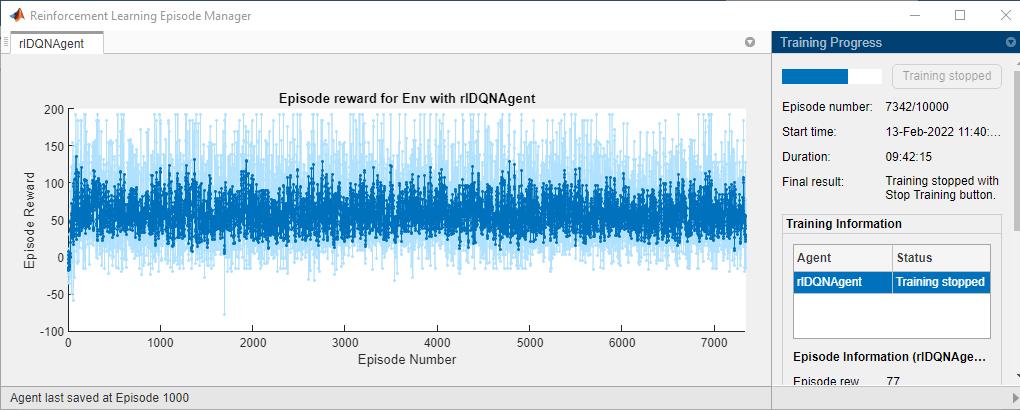 Reinforcement Learning Episode Manager
rlDQNAgent
Episode reward for Env with rlDQNAgent
200
150
100
50
0
-50
-100
0 1000 2000 3000 4000 5000 6000 7000
Episode Reward
Episode Number
Agent last saved at Episode 1000
Training Progress
Training stopped
Episode number: 7342/10000
Start time: 13-Feb-2022 11:40:...
Duration: 09:42:15
Final result: Training stopped with
Stop Training button.
Training Information
Agent Status
rlDQNAgent Training stopped
Episode Information (rlDQNAge...
Episode rew 77